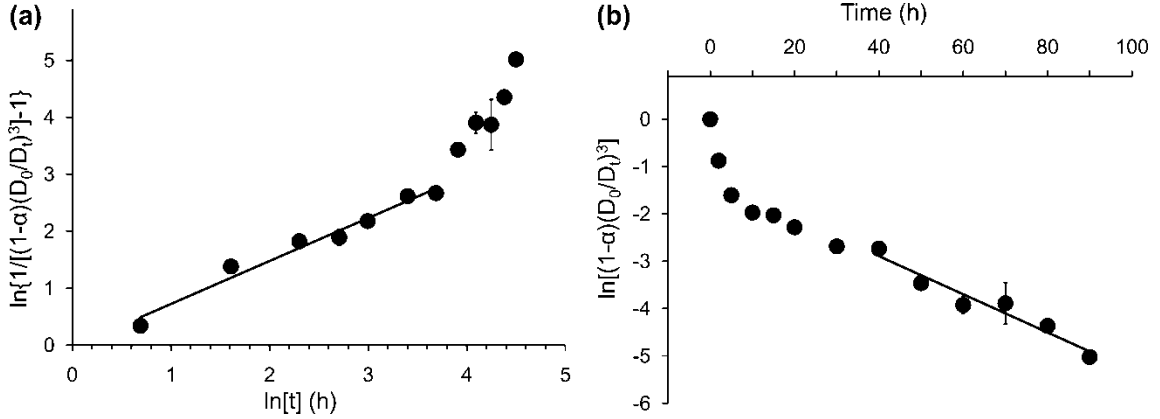 (a)
5
4
3
2
1
0
ln{1/[(1-α)(D0/Dt)3]-1}
0 1 2 3 4 5
ln[t] (h)
(b)
Time (h)
0 20 40 60 80 100
0
-1
-2
-3
-4
-5
-6
ln[(1-α)(D0/Dt)3]